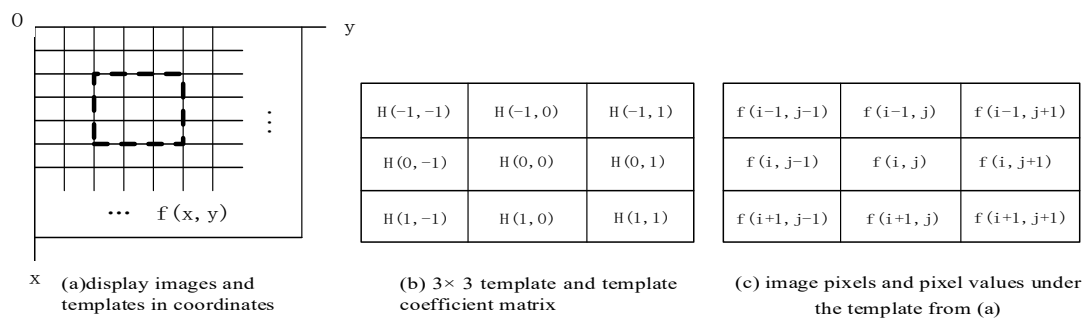 0
y
⋮
··· f(x, y)
x
(a)display images and
templates in coordinates
H(-1,-1) H(-1,0) H(-1,1)
H(0,-1) H(0,0) H(0,1)
H(1,-1) H(1,0) H(1,1)
(b) 3× 3 template and template
coefficient matrix
f(i-1, j-1) f(i-1, j) f(i-1, j+1)
f(i, j-1) f(i, j) f(i, j+1)
f(i+1, j-1) f(i+1, j) f(i+1, j+1)
(c) image pixels and pixel values under
the template from (a)